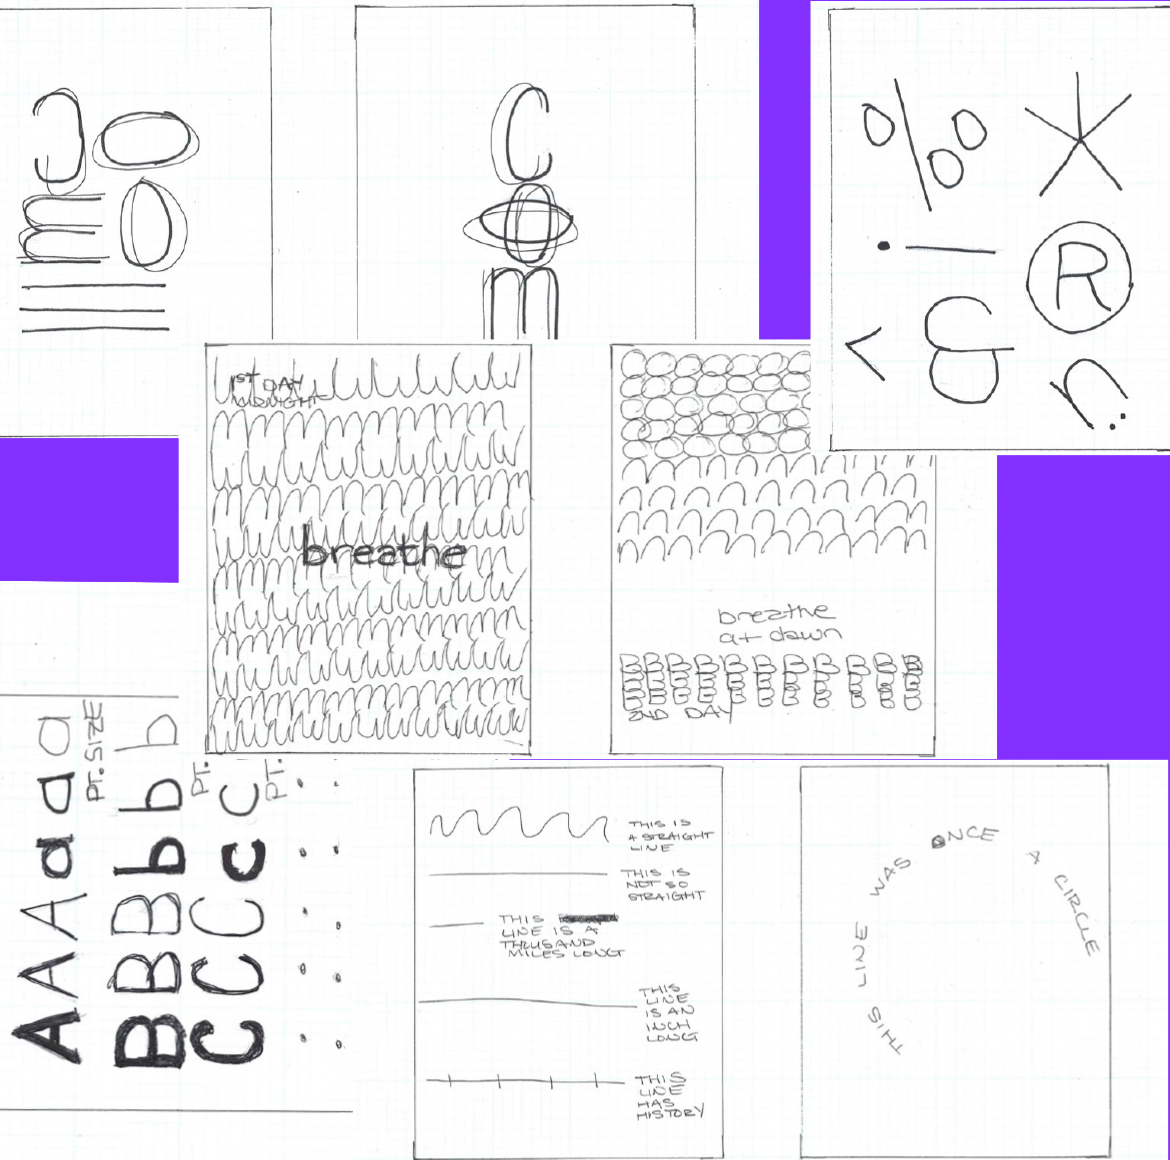 C O
m O
C
O
m
% *
i ®
B
< r:
1ST DAY
MIDNIGHT
breathe
breathe
at dawn
BBBBBBBBBBB
2ND DAY
A A A a a a
PT. SIZE
B B B b b b
PT.
C C C c c
PT.
THIS IS
A STRAIGHT
LINE
THIS IS
NOT SO
STRAIGHT
THIS
LINE IS A
THOUSAND
MILES LONG
THIS
LINE
IS AN
INCH
LONG
THIS
LINE
HAS
HISTORY
THIS LINE WAS ONCE A CIRCLE